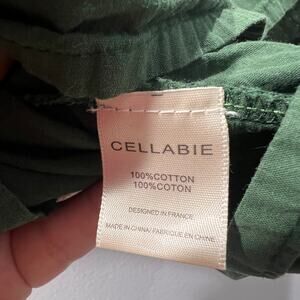 CELLABIE
100%COTTON
100%COTON
DESIGNED IN FRANCE
MADE IN CHINA/FABRIQUE EN CHINE